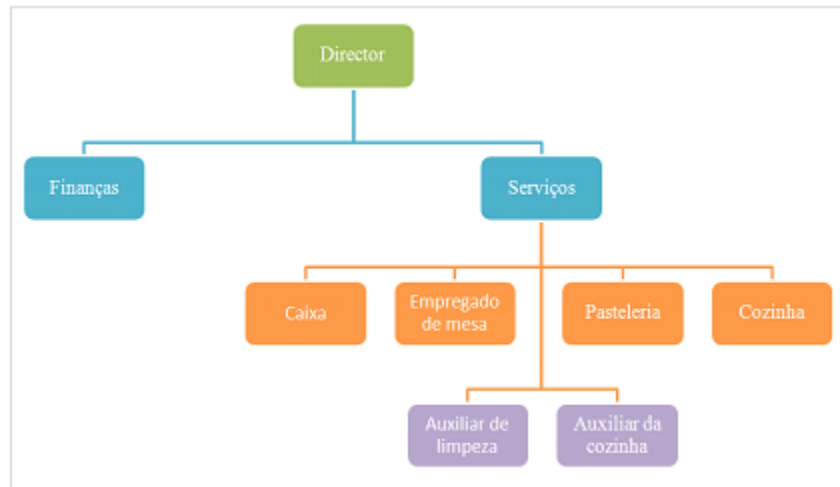 Director
Finanças
Serviços
Caixa
Empregado
de mesa
Pasteleria
Cozinha
Auxiliar de
limpeza
Auxiliar da
cozinha